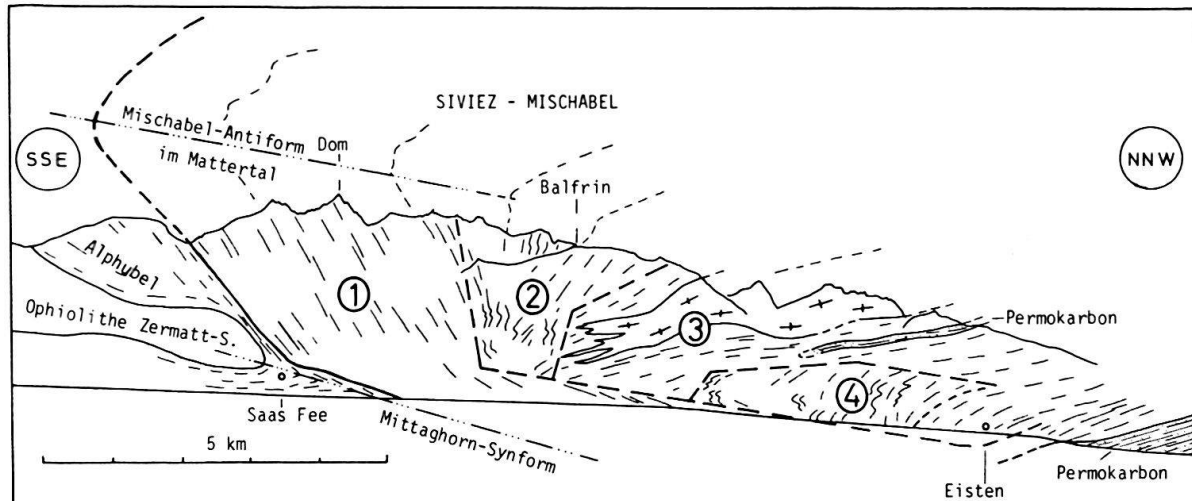 SIVIEZ - MISCHABEL
Mischabel-Antiform
im Mattertal
Dom
Balfrin
SSE
NNW
Alphubel
Ophiolithe Zermatt-S.
1
2
3
4
Permokarbon
Saas Fee
Mittaghorn-Synform
5 km
Eisten
Permokarbon